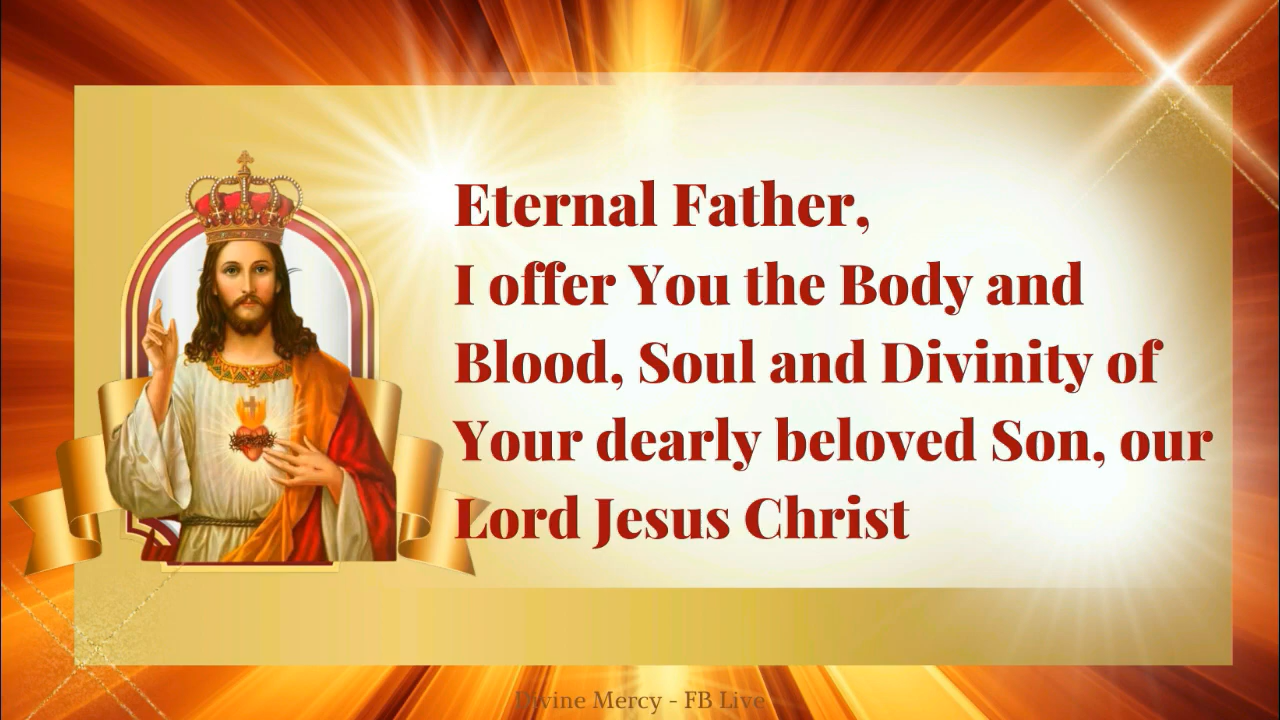 Eternal Father,
I offer You the Body and
Blood, Soul and Divinity of
Your dearly beloved Son, our
Lord Jesus Christ
Divine Mercy - FB Live